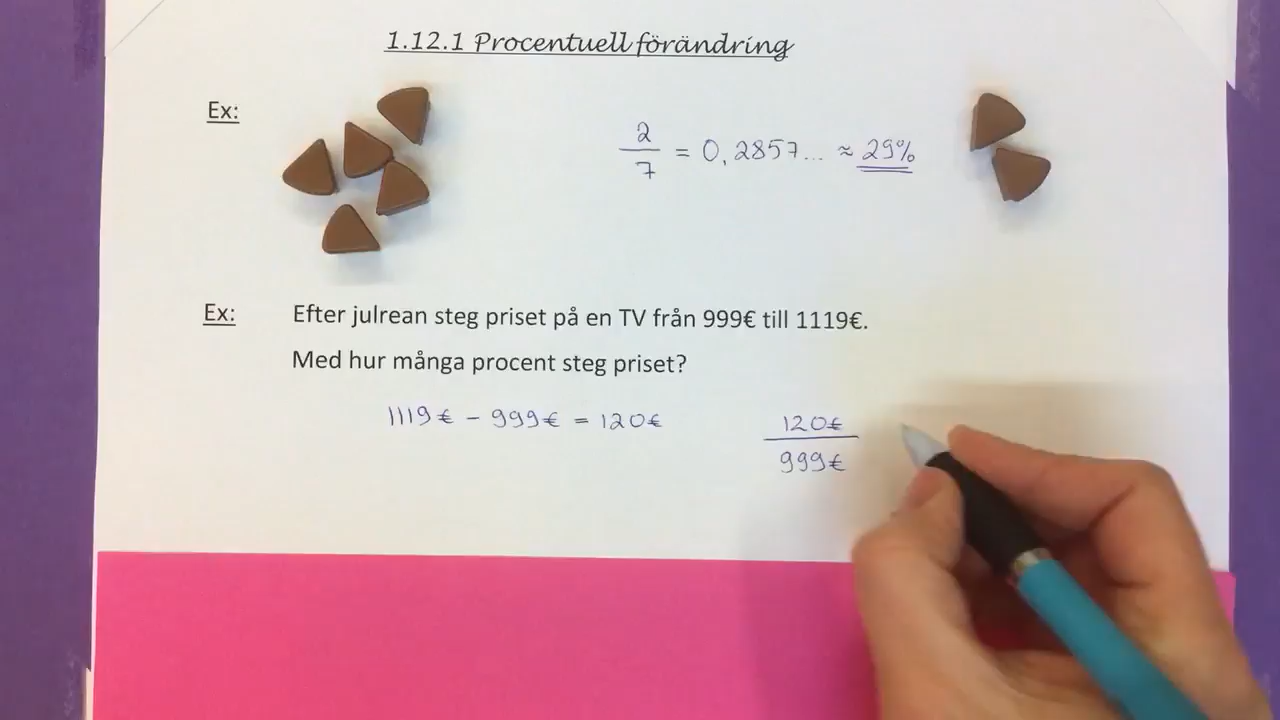 1.12.1 Procentuell förändring
Ex:
2/7 = 0,2857... ≈ 29%
Ex: Efter julrean steg priset på en TV från 999€ till 1119€.
Med hur många procent steg priset?
1119€ - 999€ = 120€ 120€/999€